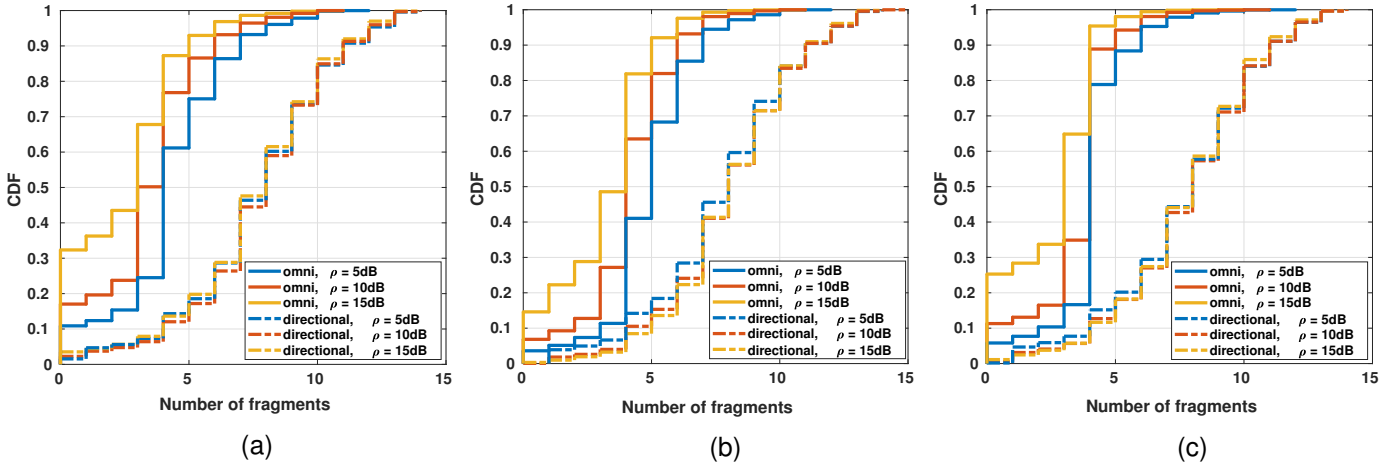 1
0.9
0.8
0.7
0.6
0.5
0.4
0.3
0.2
0.1
0
CDF
omni, ρ = 5dB
omni, ρ = 10dB
omni, ρ = 15dB
directional, ρ = 5dB
directional, ρ = 10dB
directional, ρ = 15dB
0 5 10 15
Number of fragments
(a)
1
0.9
0.8
0.7
0.6
0.5
0.4
0.3
0.2
0.1
0
CDF
omni, ρ = 5dB
omni, ρ = 10dB
omni, ρ = 15dB
directional, ρ = 5dB
directional, ρ = 10dB
directional, ρ = 15dB
0 5 10 15
Number of fragments
(b)
1
0.9
0.8
0.7
0.6
0.5
0.4
0.3
0.2
0.1
0
CDF
omni, ρ = 5dB
omni, ρ = 10dB
omni, ρ = 15dB
directional, ρ = 5dB
directional, ρ = 10dB
directional, ρ = 15dB
0 5 10 15
Number of fragments
(c)